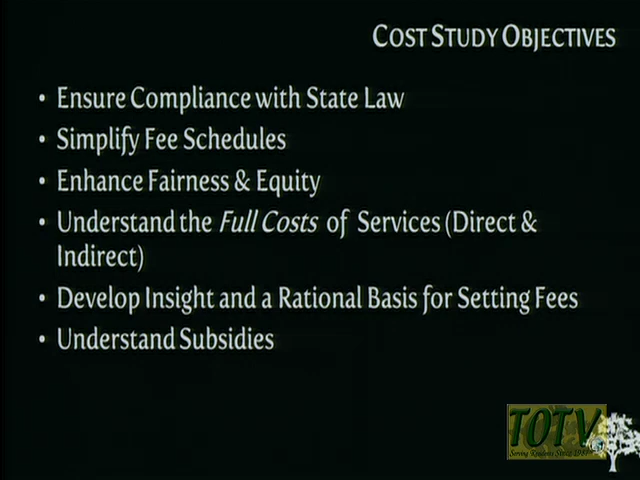 COST STUDY OBJECTIVES
• Ensure Compliance with State Law
• Simplify Fee Schedules
• Enhance Fairness & Equity
• Understand the Full Costs of Services (Direct &
Indirect)
• Develop Insight and a Rational Basis for Setting Fees
• Understand Subsidies
TOTV
Serving Residents Since 1987